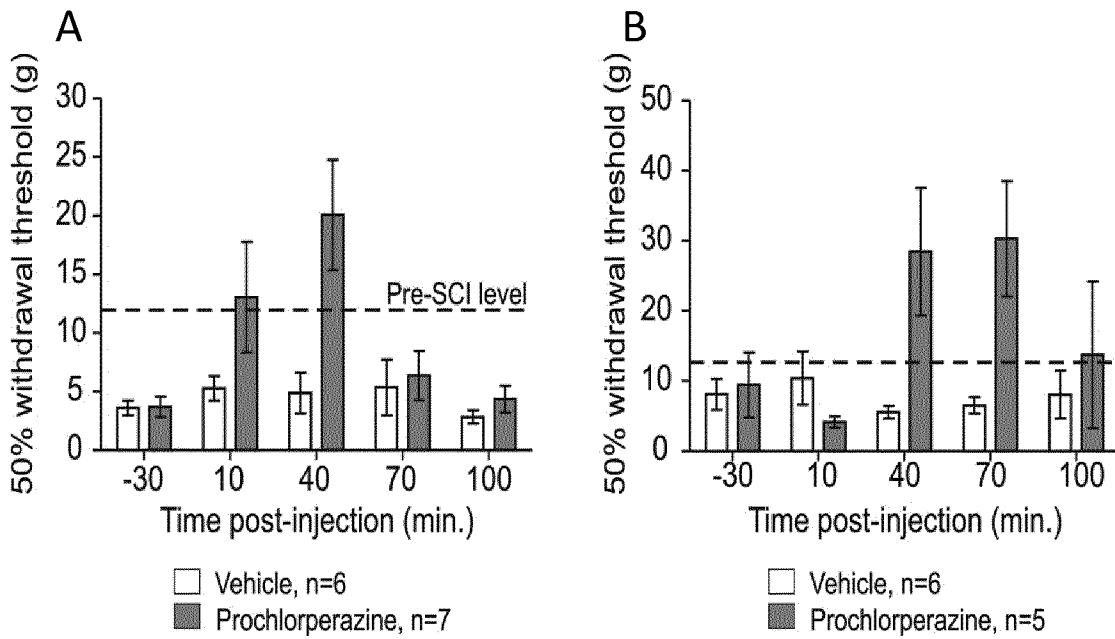 A
50% withdrawal threshold (g)
30
25
20
15
10
5
0
Pre-SCI level
-30 10 40 70 100
Time post-injection (min.)
Vehicle, n=6
Prochlorperazine, n=7
B
50% withdrawal threshold (g)
50
40
30
20
10
0
-30 10 40 70 100
Time post-injection (min.)
Vehicle, n=6
Prochlorperazine, n=5